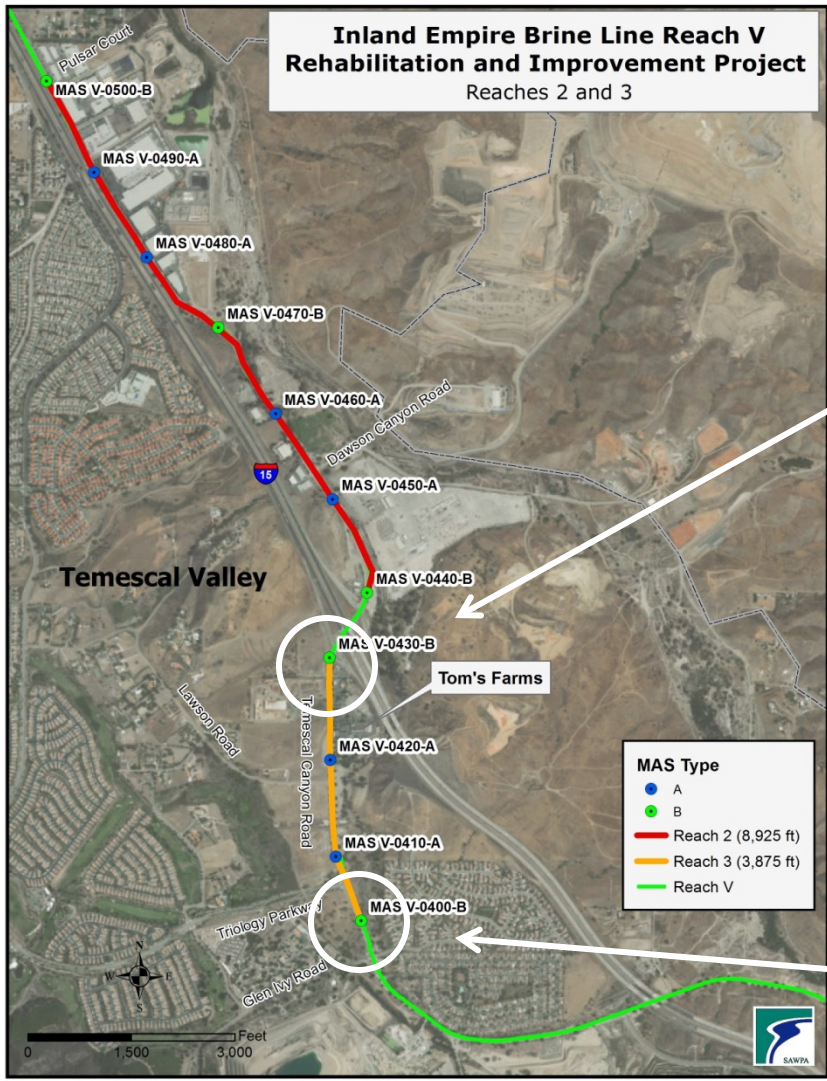 Inland Empire Brine Line Reach V
Rehabilitation and Improvement Project
Reaches 2 and 3
Pulsar Court
MAS V-0500-B
MAS V-0490-A
MAS V-0480-A
MAS V-0470-B
MAS V-0460-A
Dawson Canyon Road
15
MAS V-0450-A
Temescal Valley
MAS V-0440-B
MAS V-0430-B
Tom's Farms
Lawson Road
Temescal Canyon Road
MAS V-0420-A
MAS V-0410-A
MAS V-0400-B
Triology Parkway
Glen Ivy Road
MAS Type
A
B
Reach 2 (8,925 ft)
Reach 3 (3,875 ft)
Reach V
N
W E
S
Feet
0 1,500 3,000
SAWPA